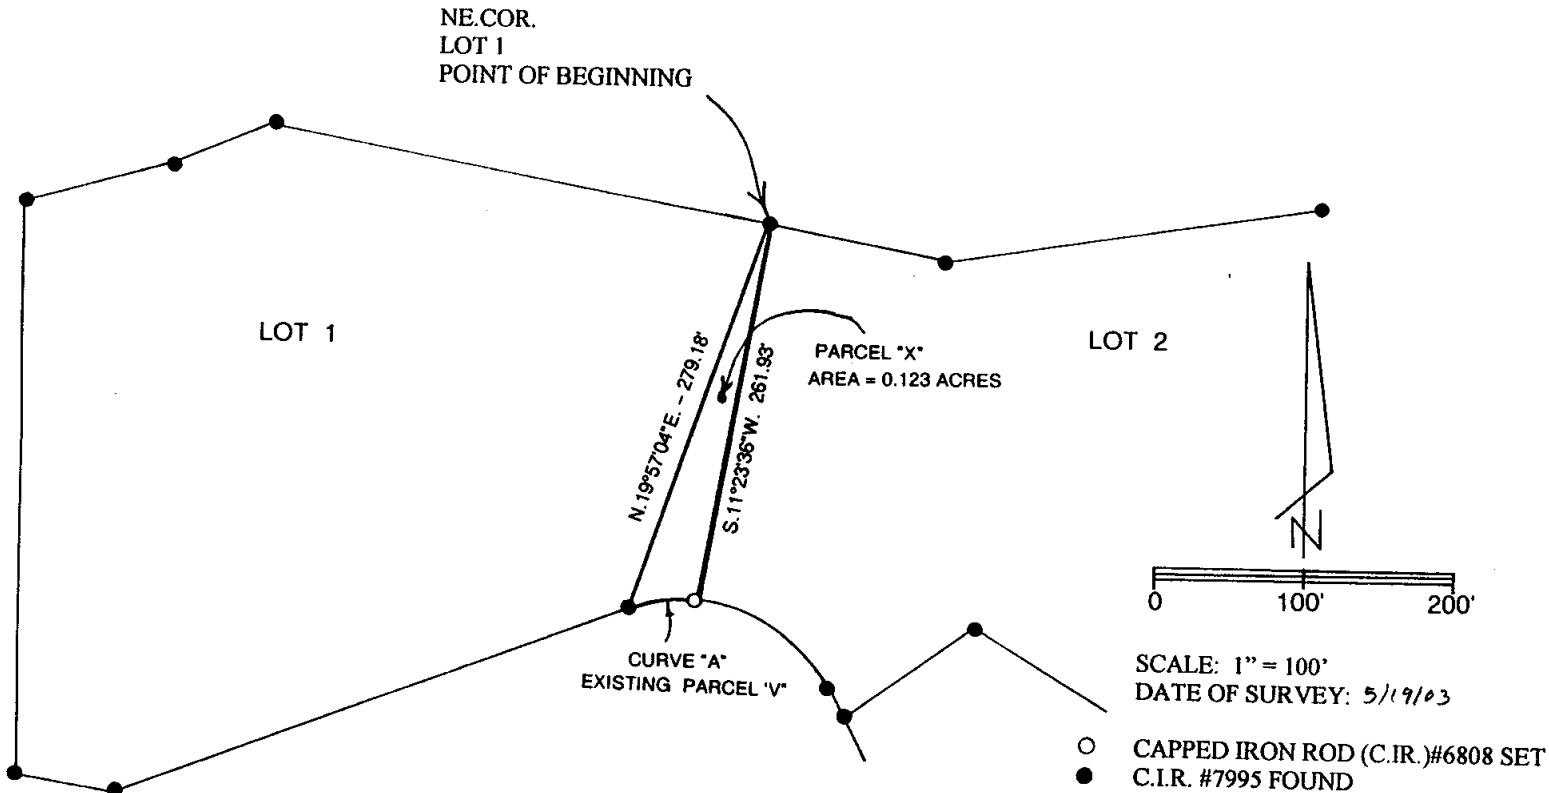 NE.COR.
LOT 1
POINT OF BEGINNING
LOT 1
LOT 2
N.19°57'04"E. – 279.18'
S.11°23'36"W. 261.93'
PARCEL "X"
AREA = 0.123 ACRES
CURVE "A"
EXISTING PARCEL 'V"
N
0 100' 200'
SCALE: 1” = 100’
DATE OF SURVEY: 5/19/03
CAPPED IRON ROD (C.IR.)#6808 SET
C.I.R. #7995 FOUND